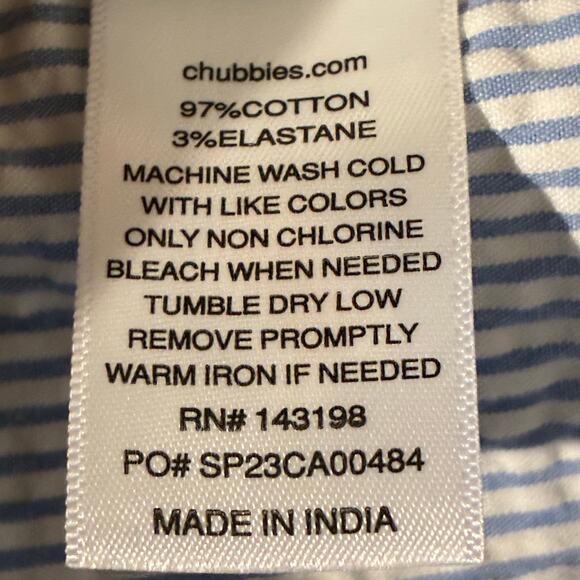 chubbies.com
97%COTTON
3%ELASTANE
MACHINE WASH COLD
WITH LIKE COLORS
ONLY NON CHLORINE
BLEACH WHEN NEEDED
TUMBLE DRY LOW
REMOVE PROMPTLY
WARM IRON IF NEEDED
RN# 143198
PO# SP23CA00484
MADE IN INDIA